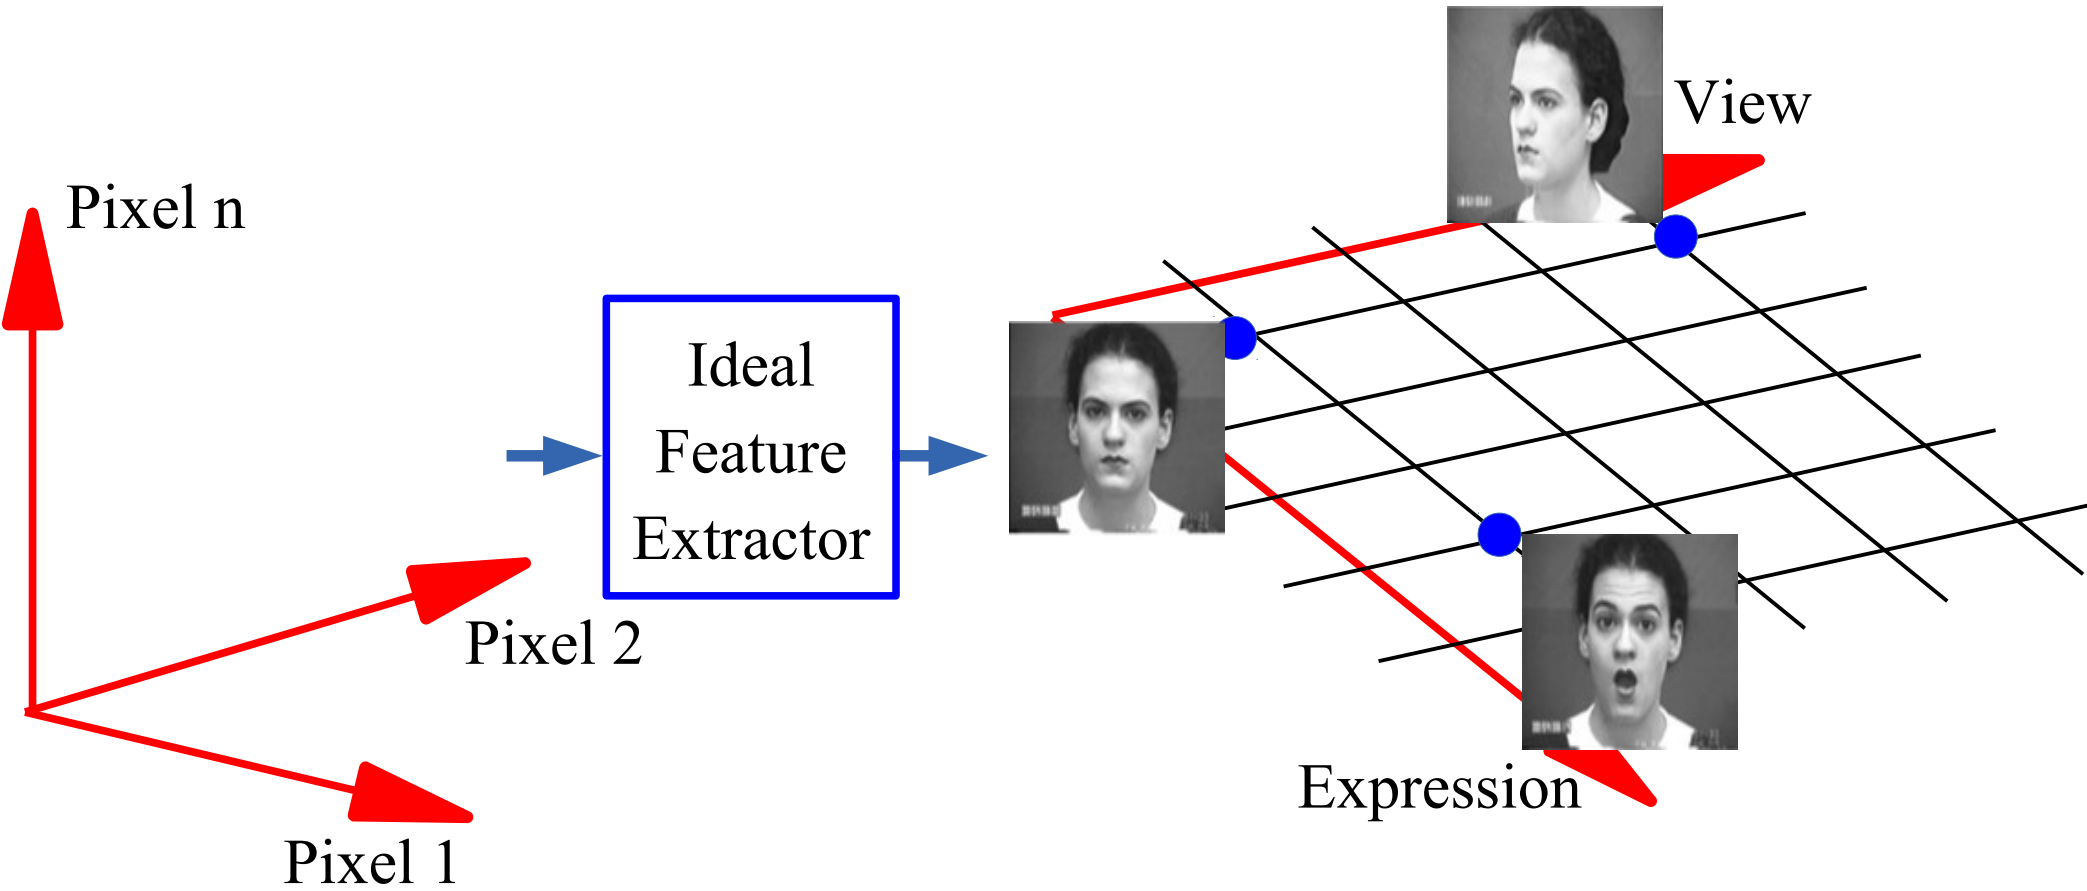 Pixel n
View
Ideal
Feature
Extractor
Pixel 2
Expression
Pixel 1